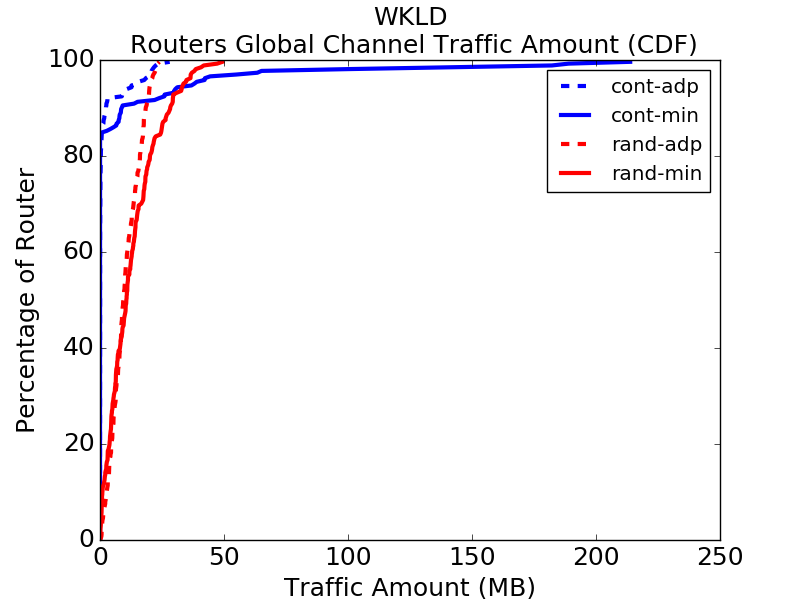 WKLD
Routers Global Channel Traffic Amount (CDF)
100
80
60
40
20
0
Percentage of Router
cont-adp
cont-min
rand-adp
rand-min
0 50 100 150 200 250
Traffic Amount (MB)